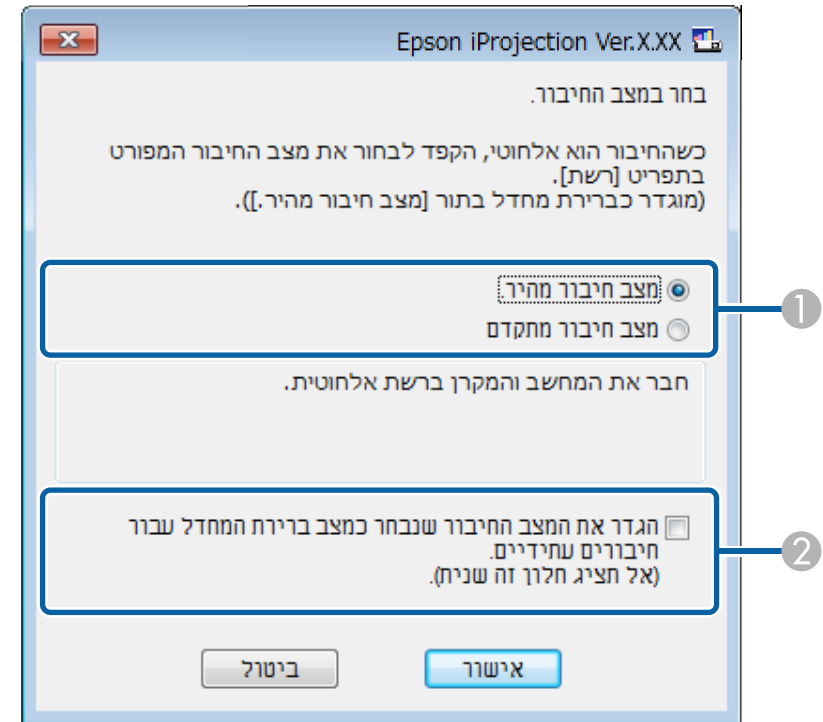 Epson iProjection Ver.X.XX
בחר במצב החיבור.
כשהחיבור הוא אלחוטי, הקפד לבחור את מצב החיבור המפורט
בתפריט [רשת].
(מוגדר כברירת מחדל בתור [מצב חיבור מהיר.]).
מצב חיבור מהיר.
מצב חיבור מתקדם
1
חבר את המחשב והמקרן ברשת אלחוטית.
הגדר את המצב החיבור שנבחר כמצב ברירת המחדל עבור
חיבורים עתידיים.
(אל תציג חלון זה שנית).
2
אישור
ביטול